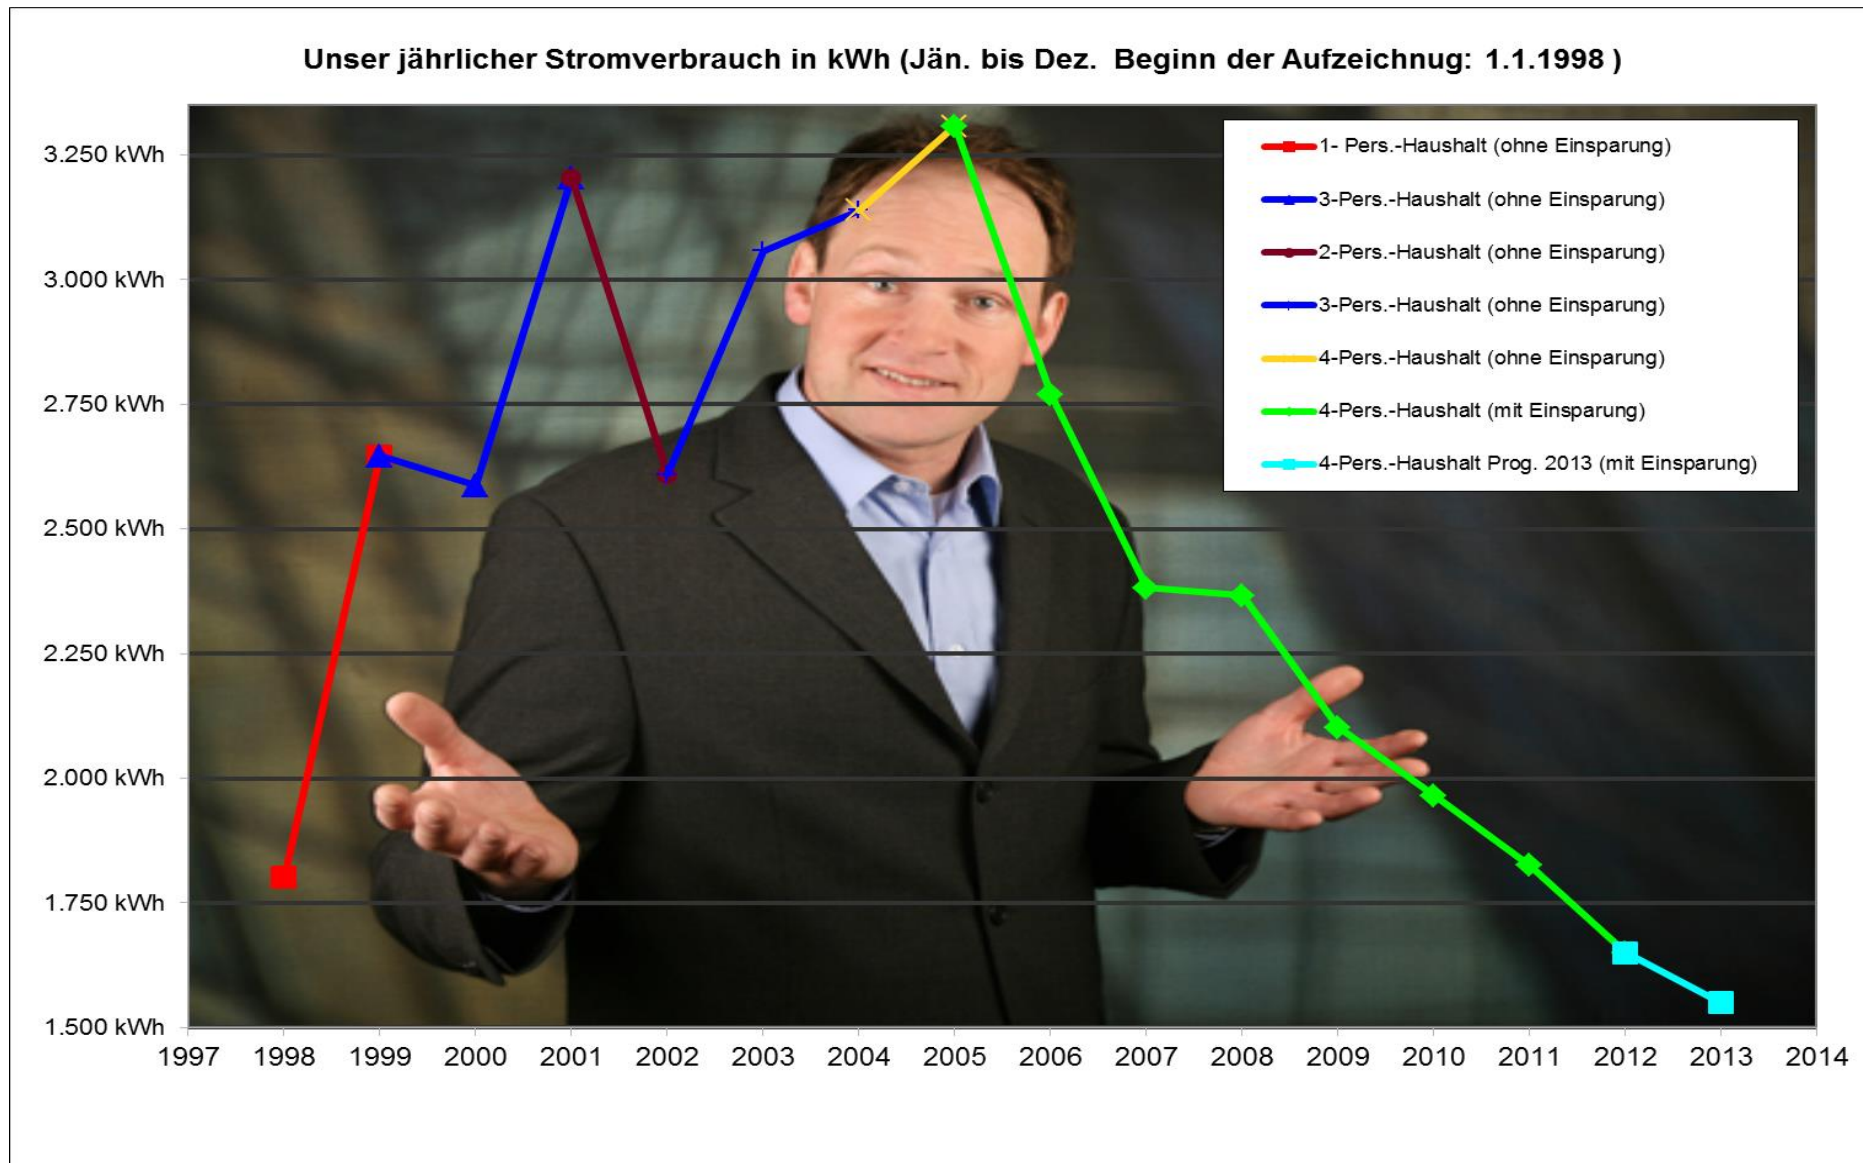 Unser jährlicher Stromverbrauch in kWh (Jän. bis Dez.  Beginn der Aufzeichnug: 1.1.1998 )
3.250 kWh
3.000 kWh
2.750 kWh
2.500 kWh
2.250 kWh
2.000 kWh
1.750 kWh
1.500 kWh
1- Pers.-Haushalt (ohne Einsparung)
3-Pers.-Haushalt (ohne Einsparung)
2-Pers.-Haushalt (ohne Einsparung)
3-Pers.-Haushalt (ohne Einsparung)
4-Pers.-Haushalt (ohne Einsparung)
4-Pers.-Haushalt (mit Einsparung)
4-Pers.-Haushalt Prog. 2013 (mit Einsparung)
1997 1998 1999 2000 2001 2002 2003 2004 2005 2006 2007 2008 2009 2010 2011 2012 2013 2014